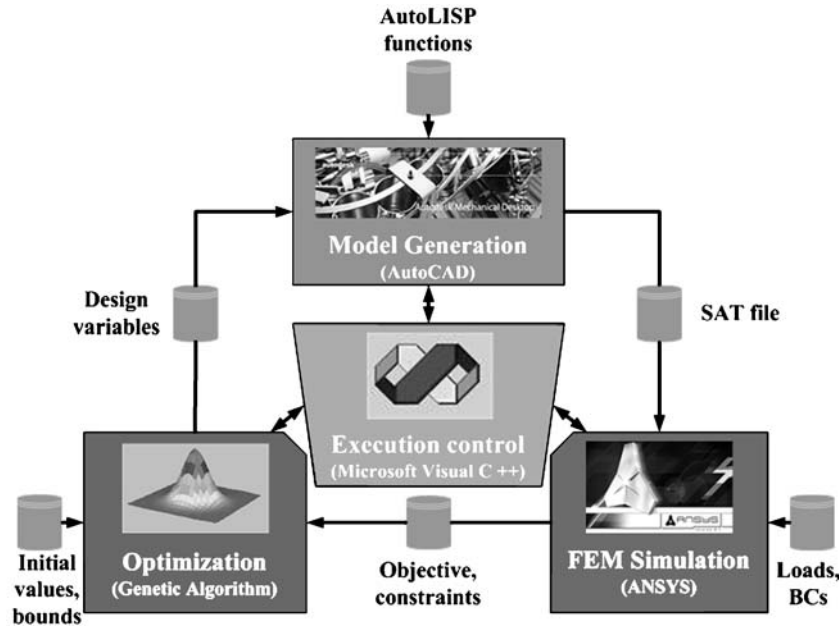 AutoLISP
functions
Autodesk Mechanical Desktop
Model Generation
(AutoCAD)
Design
variables
SAT file
Execution control
(Microsoft Visual C ++)
ANSYS
Optimization
(Genetic Algorithm)
FEM Simulation
(ANSYS)
Initial
values,
bounds
Objective,
constraints
Loads,
BCs